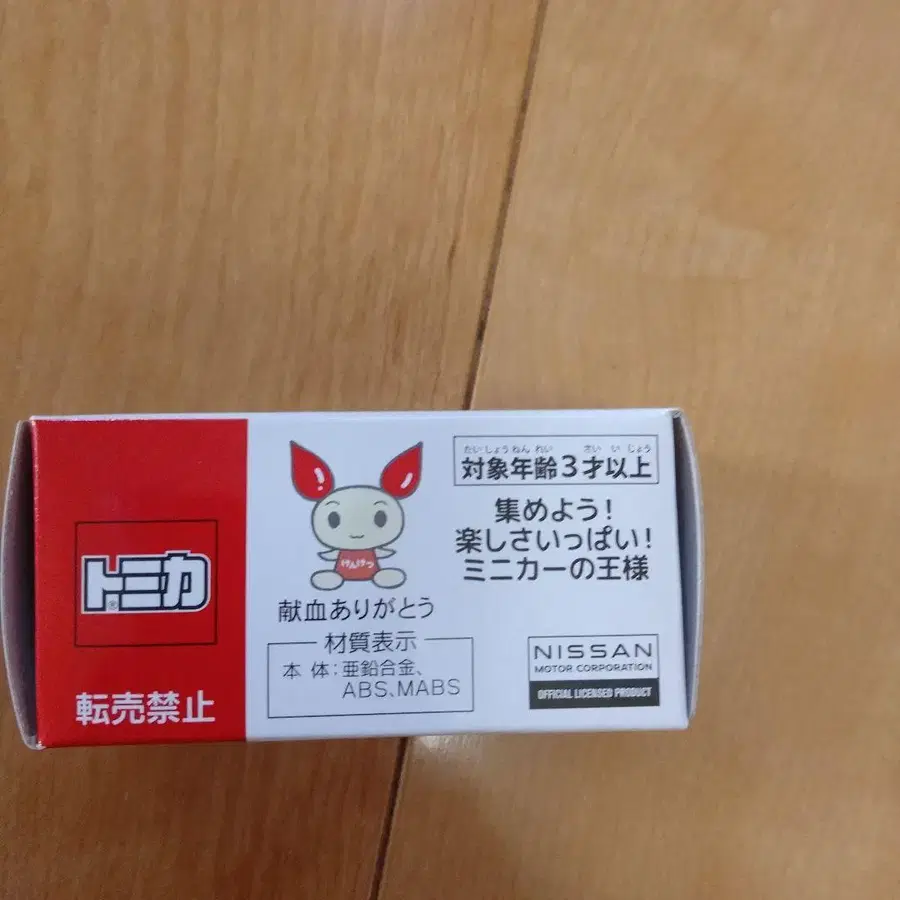 トミカ
®
転売禁止
けんけつ
献血ありがとう
材質表示
本 体:亜鉛合金、
ABS、MABS
たいしょうねんれい さいいじょう
対象年齢3才以上
集めよう!
楽しさいっぱい!
ミニカーの王様
NISSAN
MOTOR CORPORATION
OFFICIAL LICENSED PRODUCT